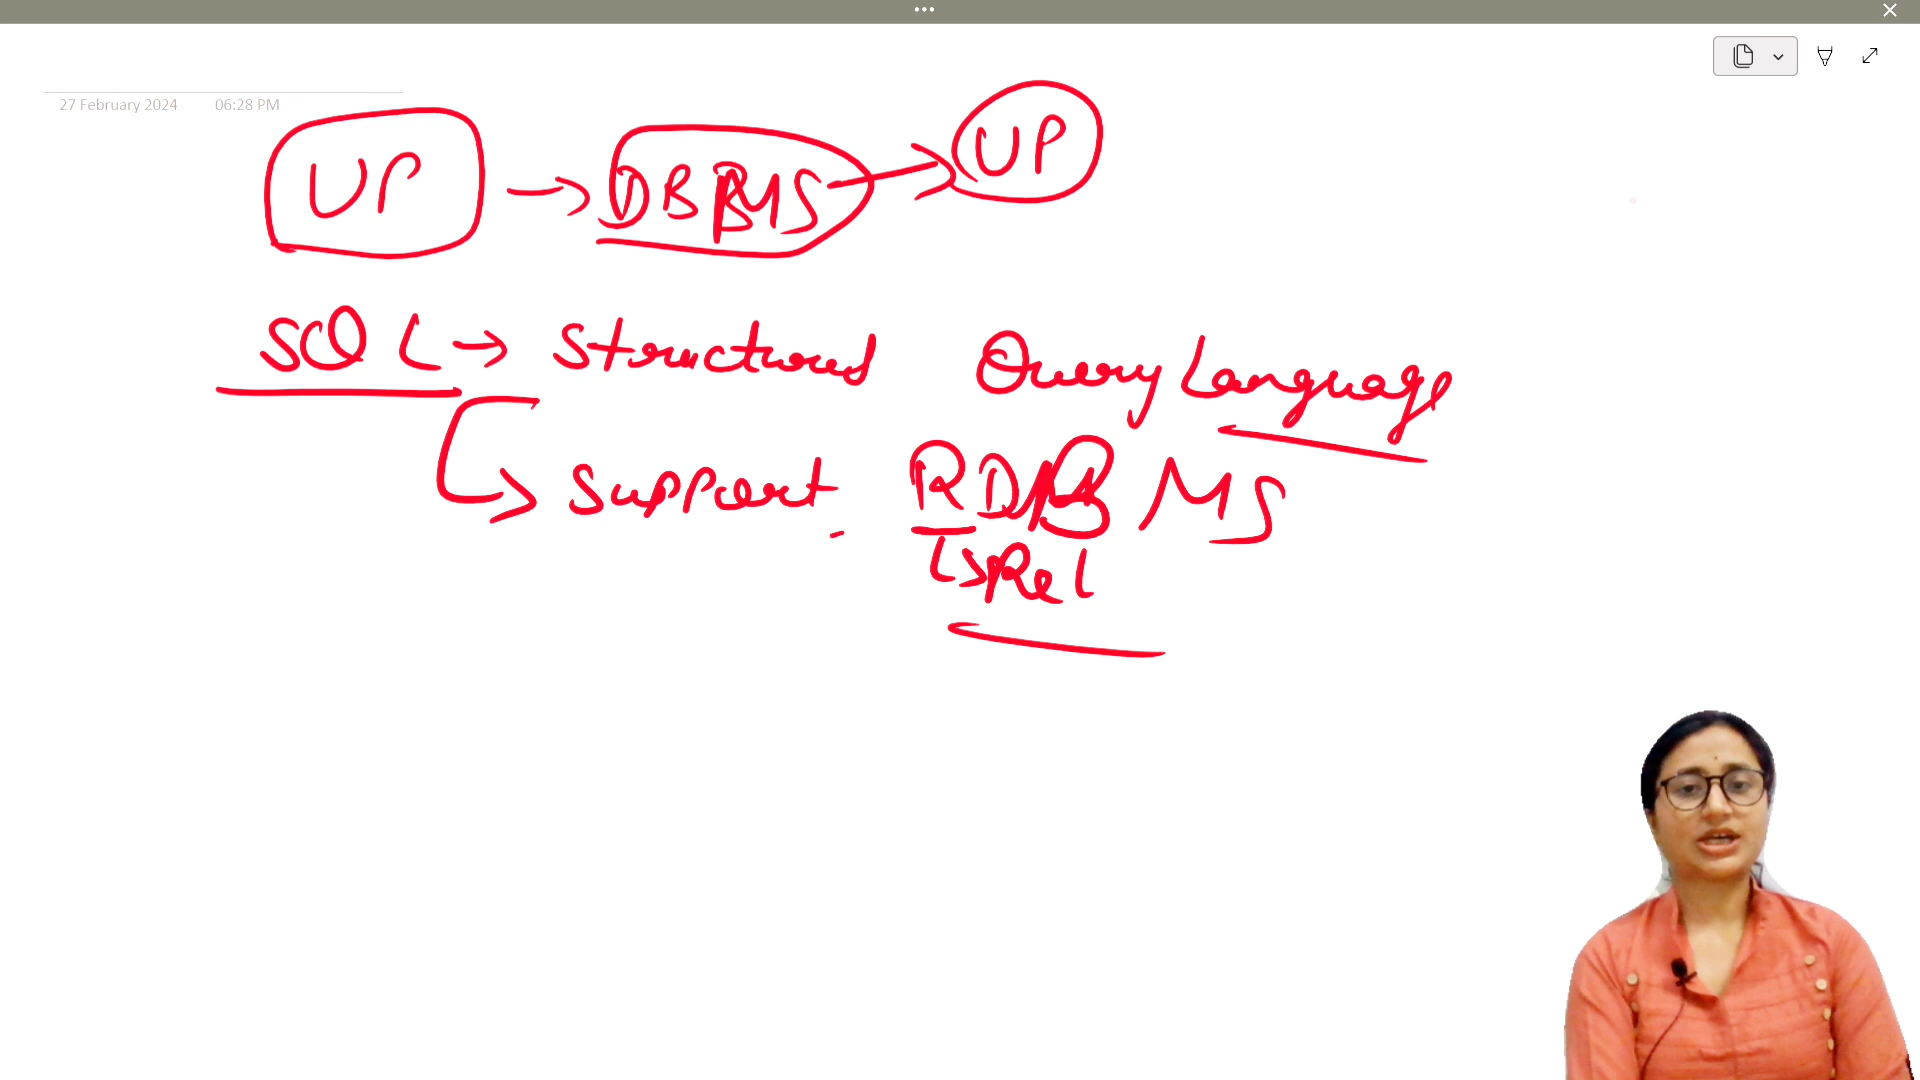 27 February 2024 06:28 PM
UP → DBMS → UP
SQL → Structured Query Language
Support RDBMS
↳ Rel